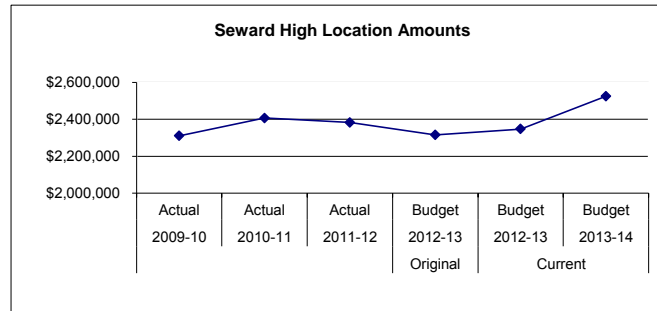 Seward High Location Amounts
$2,600,000
$2,400,000
$2,200,000
$2,000,000
Actual Actual Actual Budget Budget Budget
2009-10 2010-11 2011-12 2012-13 2012-13 2013-14
Original Current